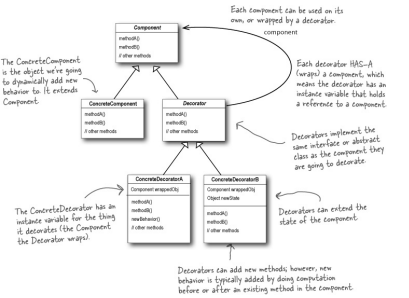 Component
methodA()
methodB()
// other methods
Each component can be used on its
own, or wrapped by a decorator.
component
The ConcreteComponent
is the object we're going
to dynamically add new
behavior to. It extends
Component.
ConcreteComponent
methodA()
methodB()
// other methods
Decorator
methodA()
methodB()
// other methods
Each decorator HAS-A
(wraps) a component, which
means the decorator has an
instance variable that holds
a reference to a component.
Decorators implement the
same interface or abstract
class as the component they
are going to decorate.
ConcreteDecoratorA
Component wrappedObj
methodA()
methodB()
newBehavior()
// other methods
ConcreteDecoratorB
Component wrappedObj
Object newState
methodA()
methodB()
// other methods
The ConcreteDecorator has an
instance variable for the thing
it decorates (the Component
the Decorator wraps).
Decorators can extend the
state of the component.
Decorators can add new methods; however, new
behavior is typically added by doing computation
before or after an existing method in the component.